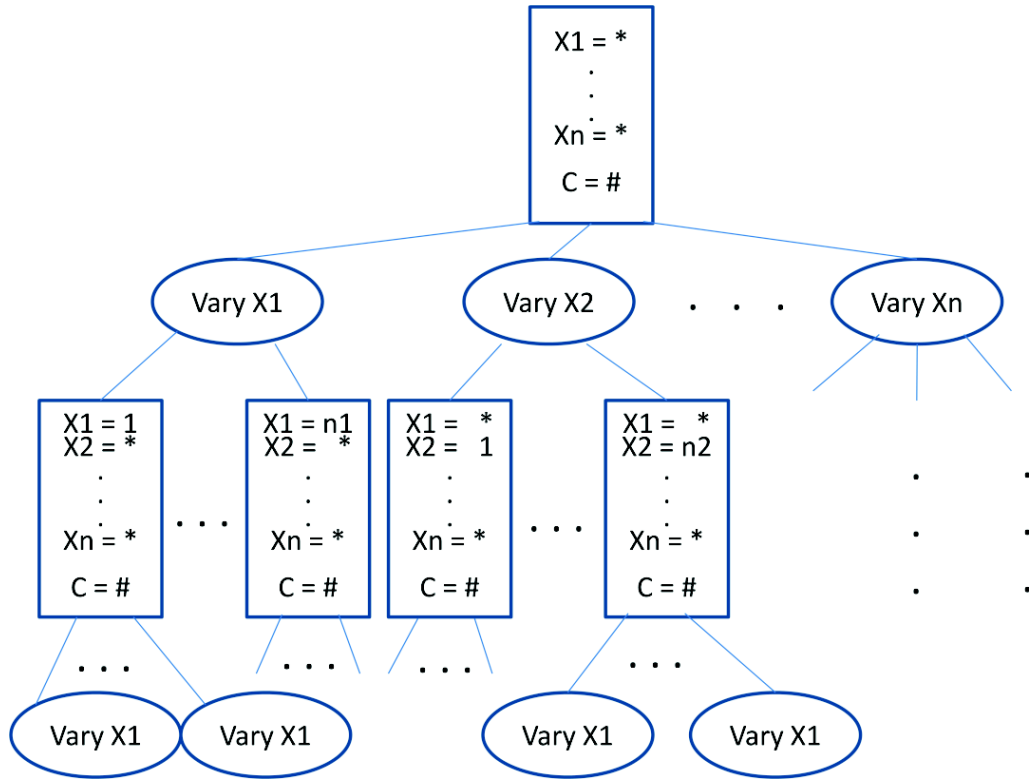 X1 = *
.
.
.
Xn = *
C = #
Vary X1
Vary X2
. . .
Vary Xn
X1 = 1
X2 = *
.
.
.
Xn = *
C = #
. . .
X1 = n1
X2 = *
.
.
.
Xn = *
C = #
X1 = *
X2 = 1
.
.
.
Xn = *
C = #
. . .
X1 = *
X2 = n2
.
.
.
Xn = *
C = #
.
.
.
.
.
.
. . .
. . .
. . .
. . .
Vary X1
Vary X1
Vary X1
Vary X1